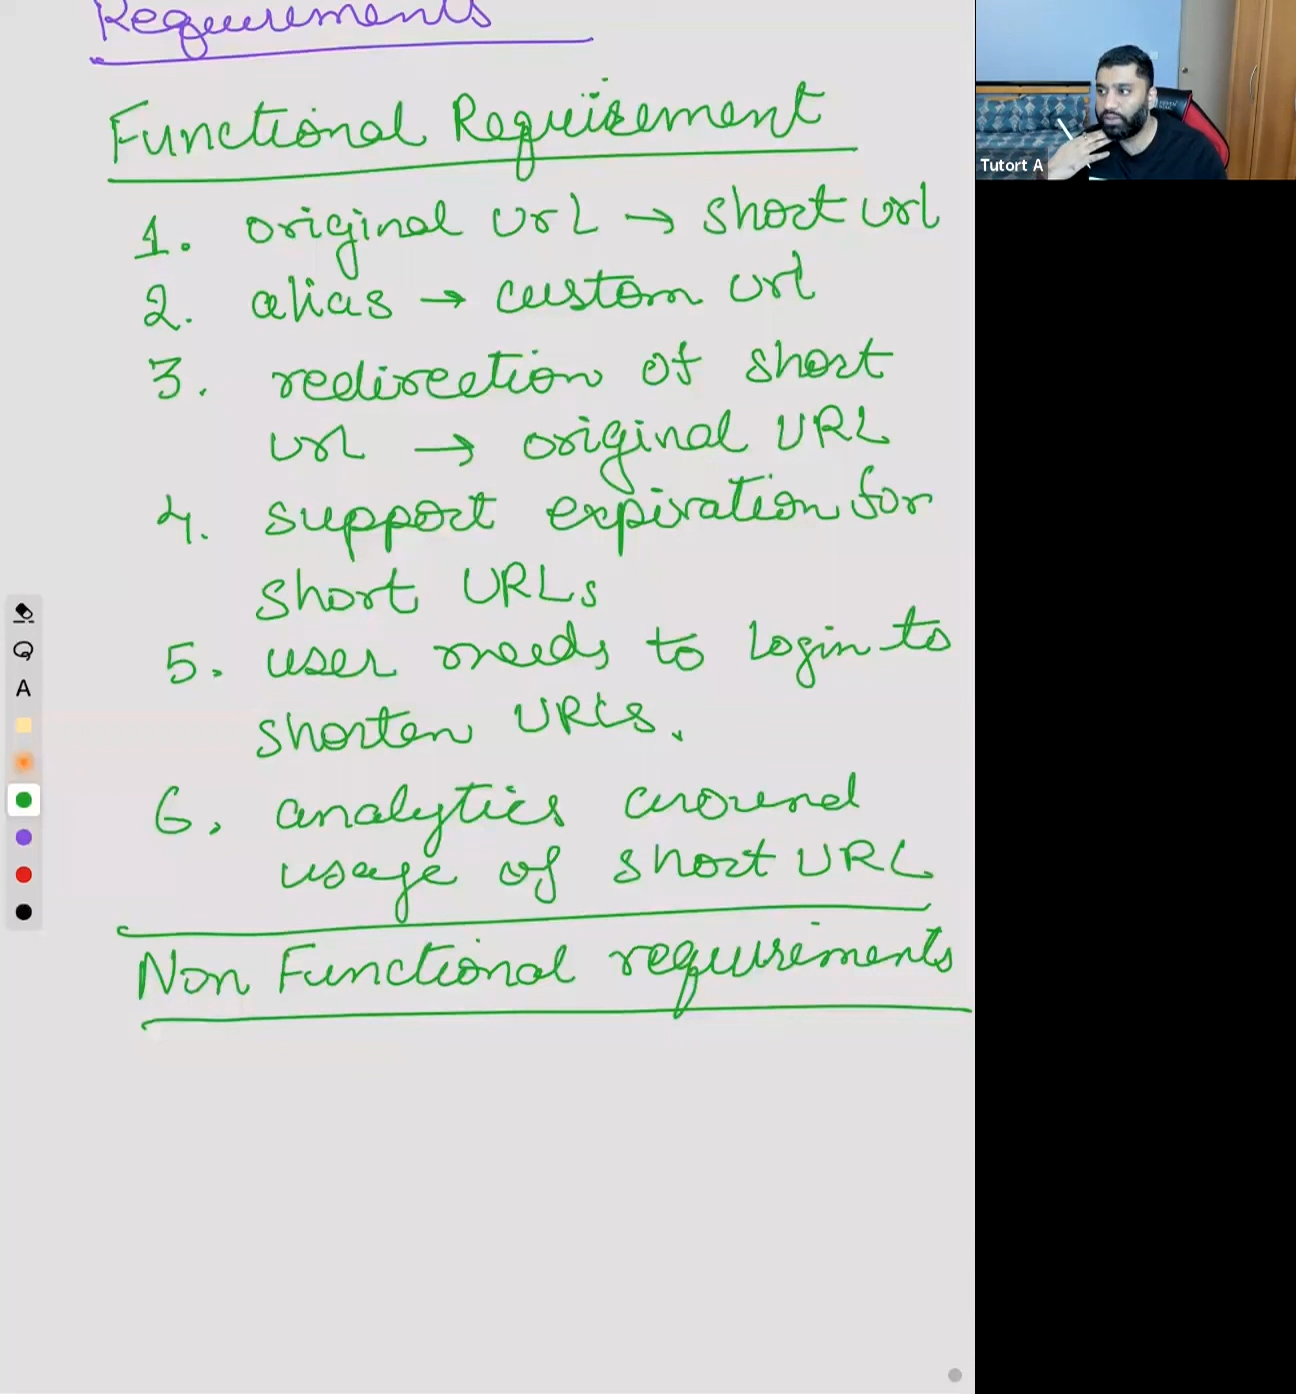 Requirements
Functional Requirement
1. original url → short url
2. alias → custom url
3. redirection of short
url → original URL
4. support expiration for
short URLs
5. user needs to login to
shorten URLs.
6. analytics around
usage of short URL
Non Functional requirements
A
Tutort A